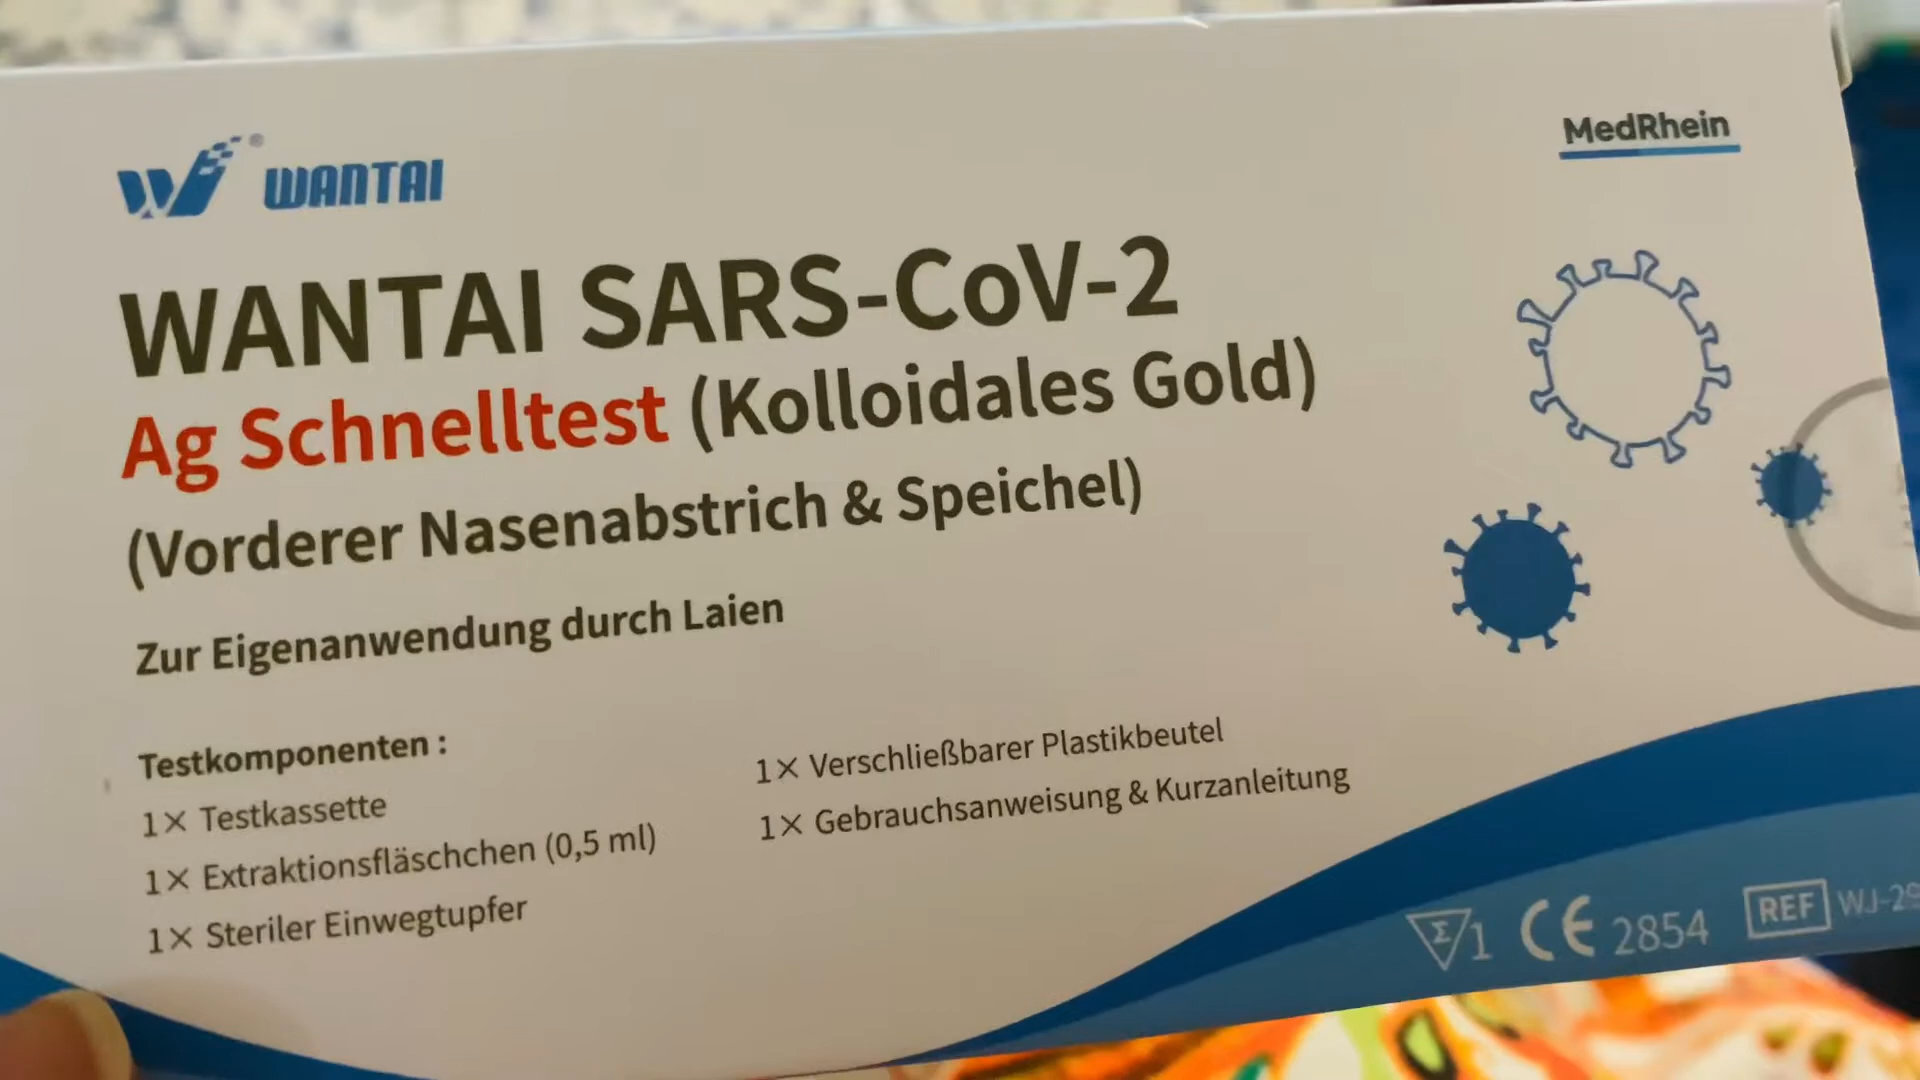 WANTAI
MedRhein
WANTAI SARS-CoV-2
Ag Schnelltest (Kolloidales Gold)
(Vorderer Nasenabstrich & Speichel)
Zur Eigenanwendung durch Laien
Testkomponenten :
1× Testkassette
1× Extraktionsfläschchen (0,5 ml)
1× Steriler Einwegtupfer
1× Verschließbarer Plastikbeutel
1× Gebrauchsanweisung & Kurzanleitung
Σ 1 CE 2854 REF